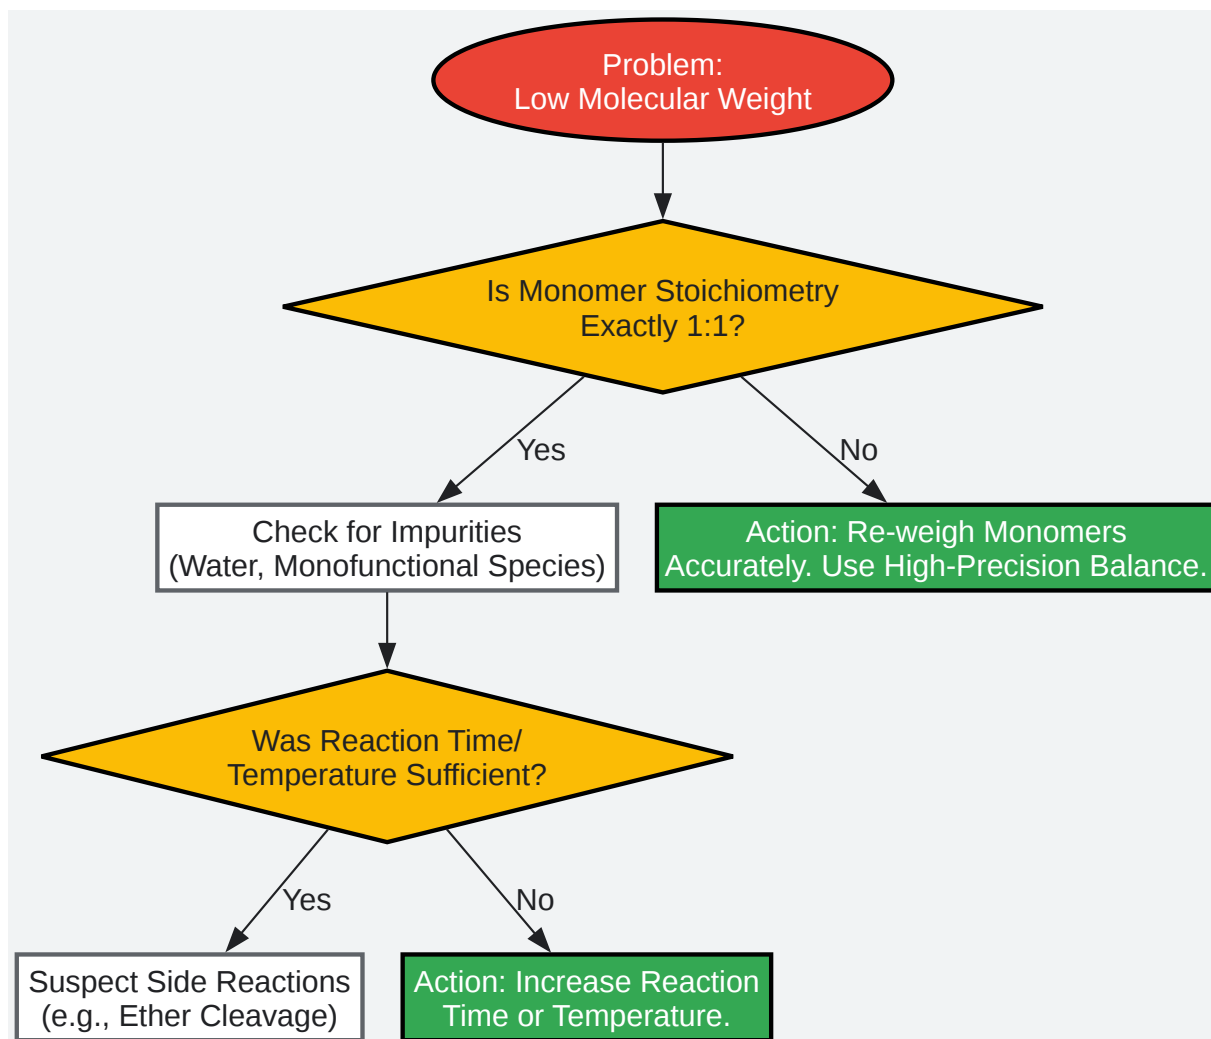 Problem:
Low Molecular Weight
Is Monomer Stoichiometry
Exactly 1:1?
Yes
No
Check for Impurities
(Water, Monofunctional Species)
Action: Re-weigh Monomers
Accurately. Use High-Precision Balance.
Was Reaction Time/
Temperature Sufficient?
Yes
No
Suspect Side Reactions
(e.g., Ether Cleavage)
Action: Increase Reaction
Time or Temperature.